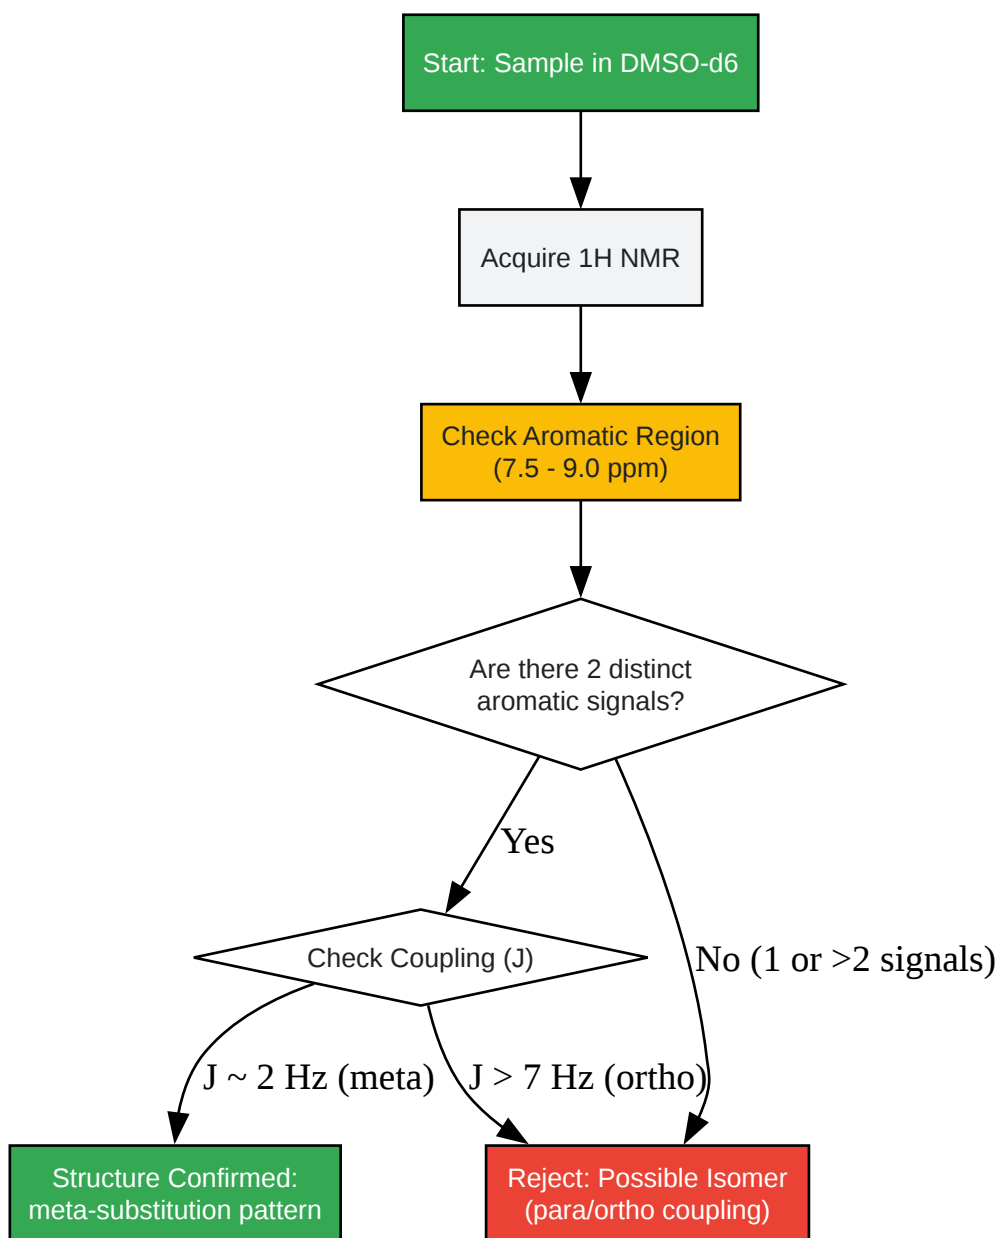 Start: Sample in DMSO-d6
Acquire 1H NMR
Check Aromatic Region
(7.5 - 9.0 ppm)
Are there 2 distinct
aromatic signals?
Yes
Check Coupling (J)
No (1 or >2 signals)
J ~ 2 Hz (meta)
J > 7 Hz (ortho)
Structure Confirmed:
meta-substitution pattern
Reject: Possible Isomer
(para/ortho coupling)